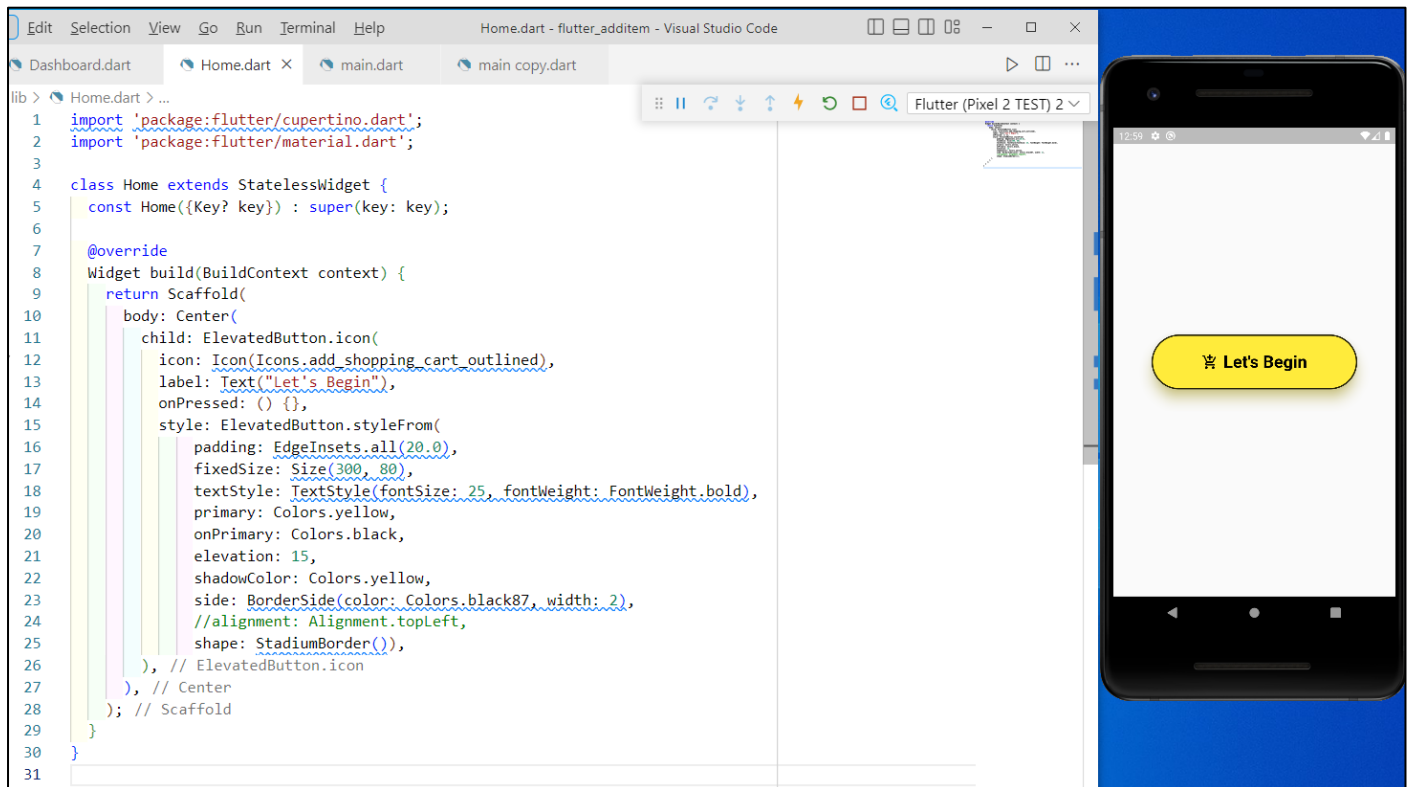 Edit Selection View Go Run Terminal Help Home.dart - flutter_additem - Visual Studio Code
Dashboard.dart Home.dart main.dart main copy.dart
lib > Home.dart > ...
Flutter (Pixel 2 TEST) 2
1 import 'package:flutter/cupertino.dart';
2 import 'package:flutter/material.dart';
3
4 class Home extends StatelessWidget {
5 const Home({Key? key}) : super(key: key);
6
7 @override
8 Widget build(BuildContext context) {
9 return Scaffold(
10 body: Center(
11 child: ElevatedButton.icon(
12 icon: Icon(Icons.add_shopping_cart_outlined),
13 label: Text("Let's Begin"),
14 onPressed: () {},
15 style: ElevatedButton.styleFrom(
16 padding: EdgeInsets.all(20.0),
17 fixedSize: Size(300, 80),
18 textStyle: TextStyle(fontSize: 25, fontWeight: FontWeight.bold),
19 primary: Colors.yellow,
20 onPrimary: Colors.black,
21 elevation: 15,
22 shadowColor: Colors.yellow,
23 side: BorderSide(color: Colors.black87, width: 2),
24 //alignment: Alignment.topLeft,
25 shape: StadiumBorder()),
26 ), // ElevatedButton.icon
27 ), // Center
28 ); // Scaffold
29 }
30 }
31
12:59
Let's Begin